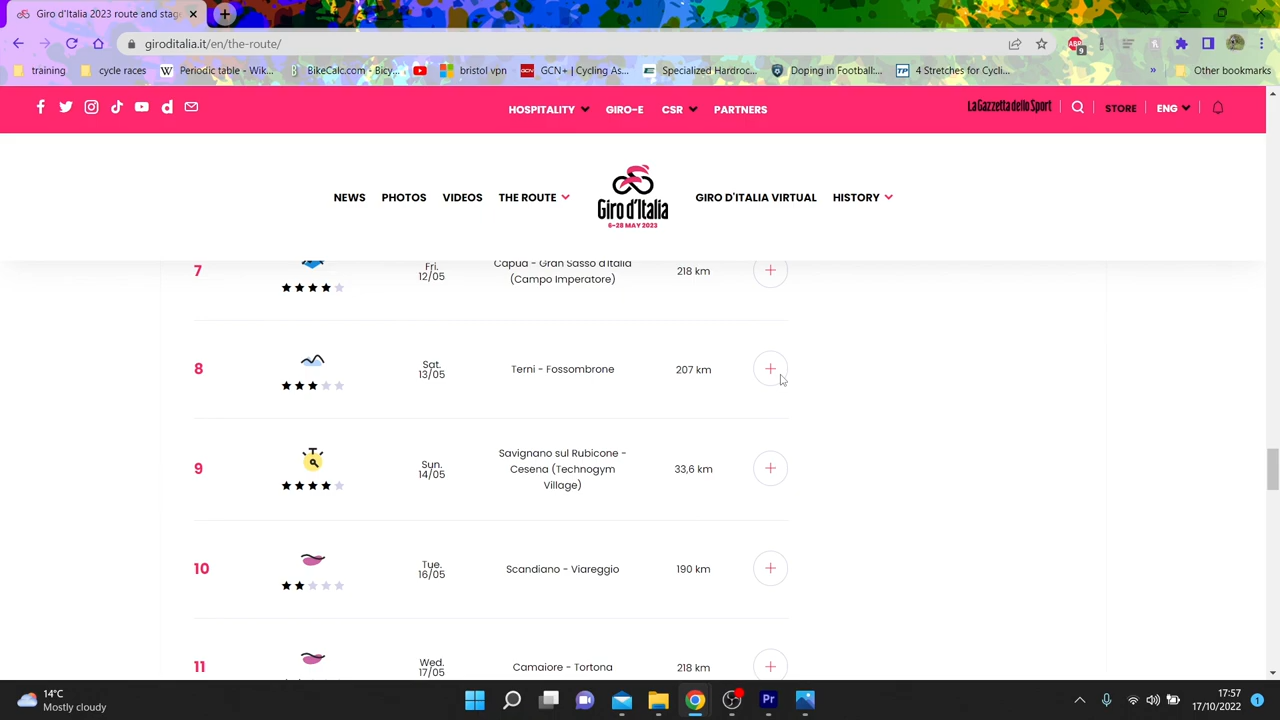 Giro d'Italia 2023 route and stag
giroditalia.it/en/the-route/
9
training
cycle races
Periodic table - Wik...
BikeCalc.com - Bicy...
bristol vpn
GCN+ | Cycling As...
Specialized Hardroc...
Doping in Football:...
4 Stretches for Cycli...
»
Other bookmarks
HOSPITALITY
GIRO-E
CSR
PARTNERS
La Gazzetta dello Sport
STORE
ENG
NEWS
PHOTOS
VIDEOS
THE ROUTE
Giro d'Italia
6-28 MAY 2023
GIRO D'ITALIA VIRTUAL
HISTORY
7
Fri.
12/05
Capua - Gran Sasso d'Italia
(Campo Imperatore)
218 km
8
Sat.
13/05
Terni - Fossombrone
207 km
9
Sun.
14/05
Savignano sul Rubicone -
Cesena (Technogym
Village)
33,6 km
10
Tue.
16/05
Scandiano - Viareggio
190 km
11
Wed.
17/05
Camaiore - Tortona
218 km
14°C
Mostly cloudy
Pr
17:57
17/10/2022
1